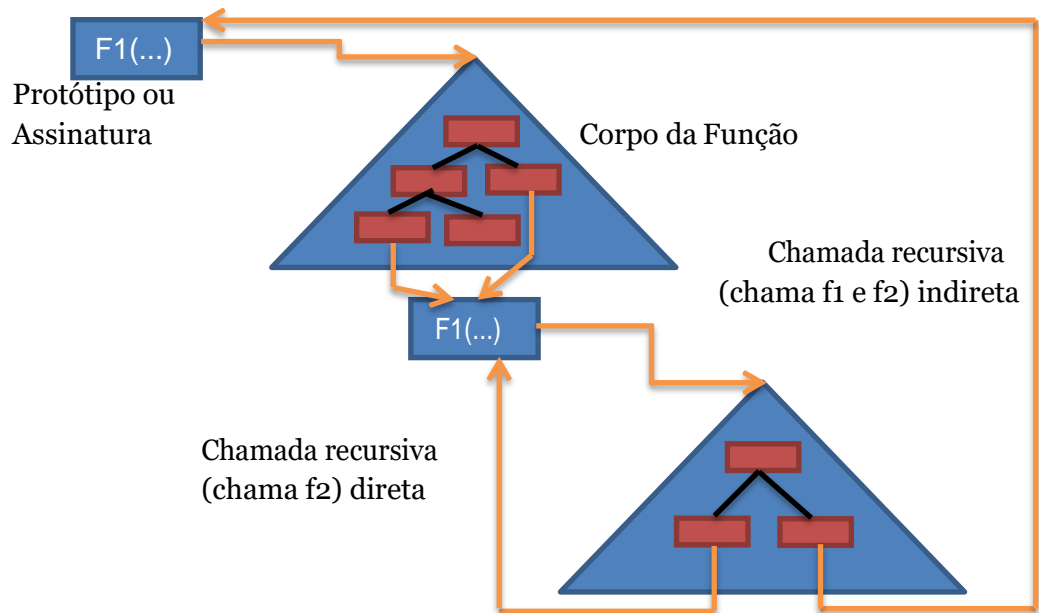 F1(...)
Protótipo ou
Assinatura
Corpo da Função
Chamada recursiva
(chama f1 e f2) indireta
F1(...)
Chamada recursiva
(chama f2) direta